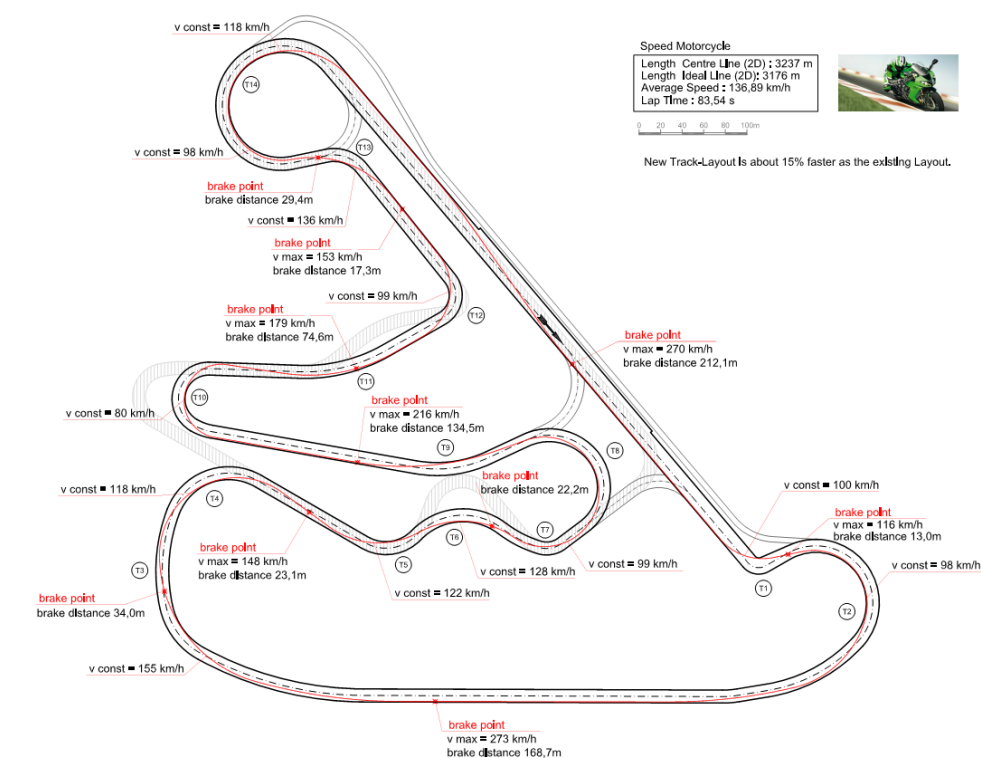 v const = 118 km/h
Speed Motorcycle
Length Centre Line (2D) : 3237 m
Length Ideal Line (2D): 3176 m
Average Speed : 136,89 km/h
Lap Time : 83,54 s
0 20 40 60 80 100m
New Track-Layout is about 15% faster as the existing Layout.
T14
v const = 98 km/h
T13
brake point
brake distance 29,4m
v const = 136 km/h
brake point
v max = 153 km/h
brake distance 17,3m
v const = 99 km/h
T12
brake point
v max = 179 km/h
brake distance 74,6m
brake point
v max = 270 km/h
brake distance 212,1m
T11
T10
v const = 80 km/h
brake point
v max = 216 km/h
brake distance 134,5m
T9
T8
brake point
brake distance 22,2m
v const = 118 km/h
T4
v const = 100 km/h
brake point
v max = 116 km/h
brake distance 13,0m
T7
T6
T5
brake point
v max = 148 km/h
brake distance 23,1m
v const = 99 km/h
v const = 128 km/h
v const = 122 km/h
v const = 98 km/h
T3
T1
T2
brake point
brake distance 34,0m
v const = 155 km/h
brake point
v max = 273 km/h
brake distance 168,7m